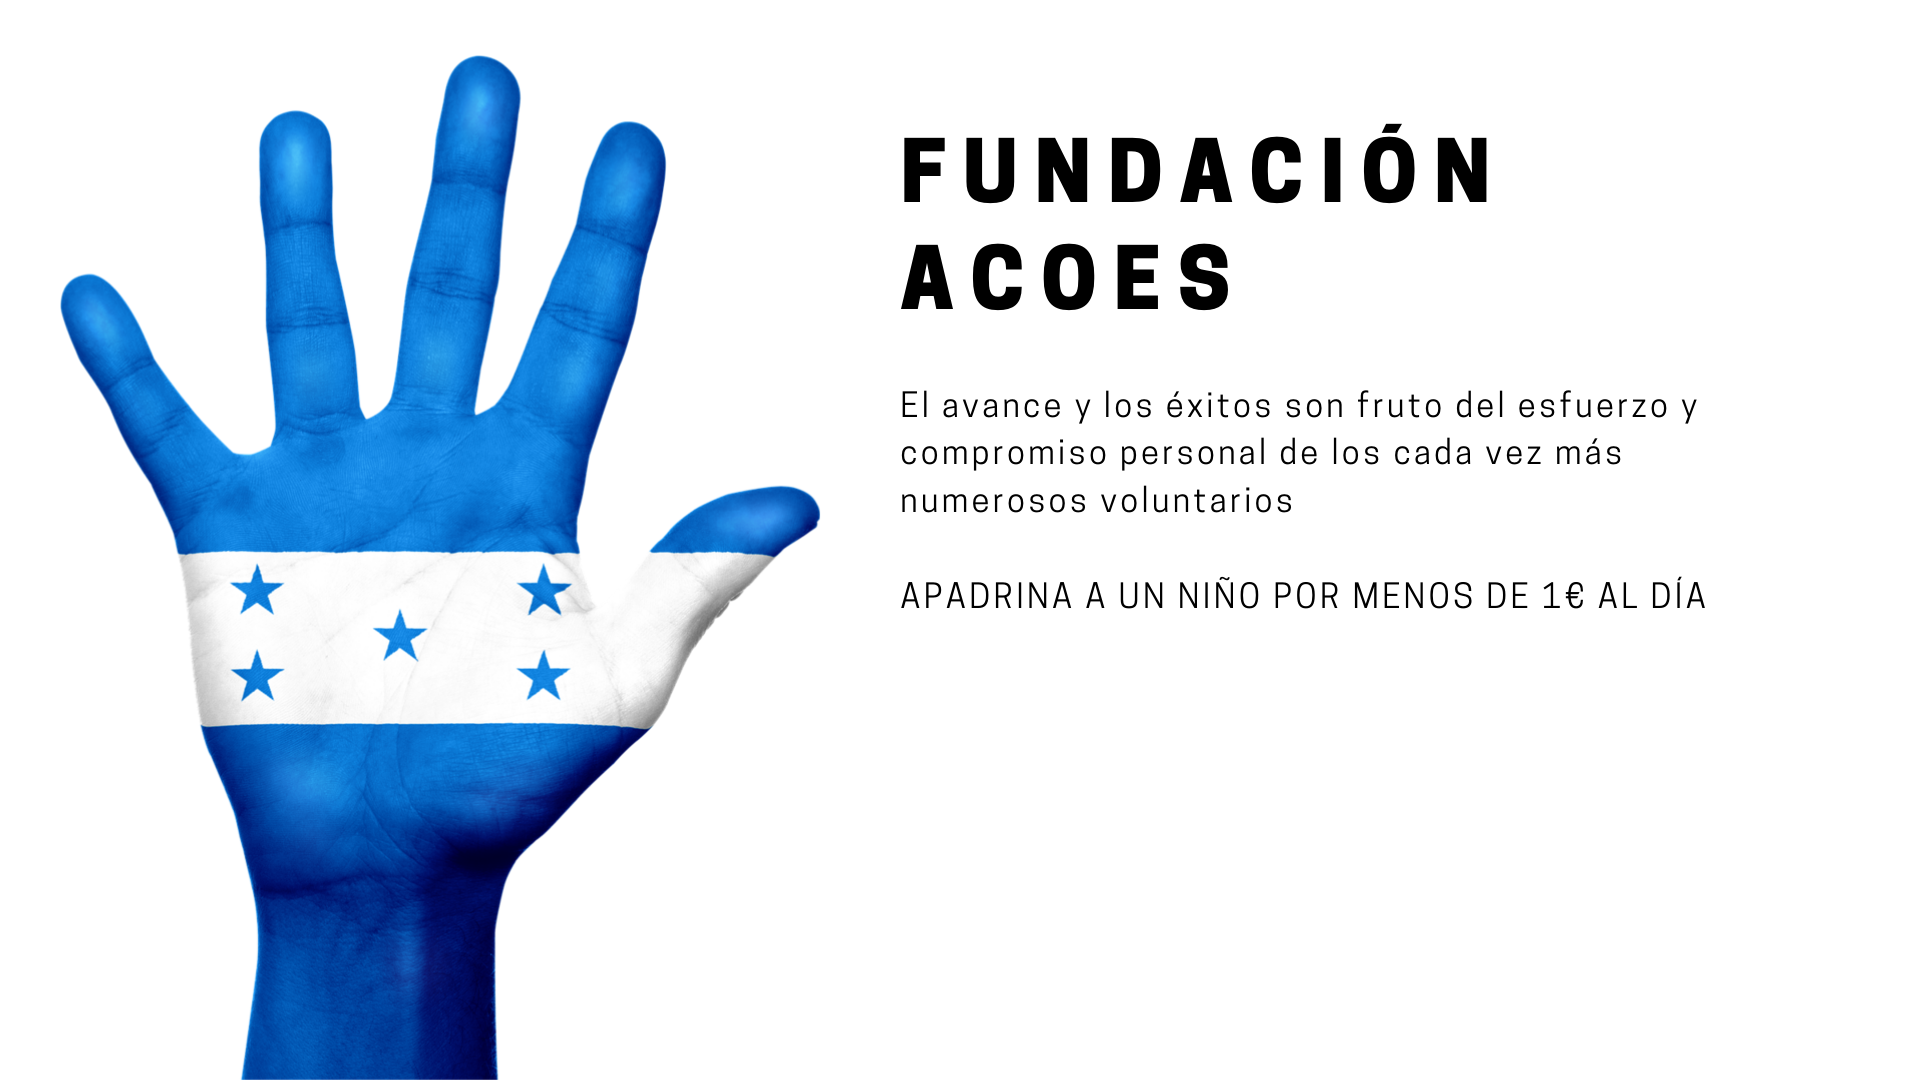 FUNDACIÓN
ACOES
El avance y los éxitos son fruto del esfuerzo y
compromiso personal de los cada vez más
numerosos voluntarios
APADRINA A UN NIÑO POR MENOS DE 1€ AL DÍA